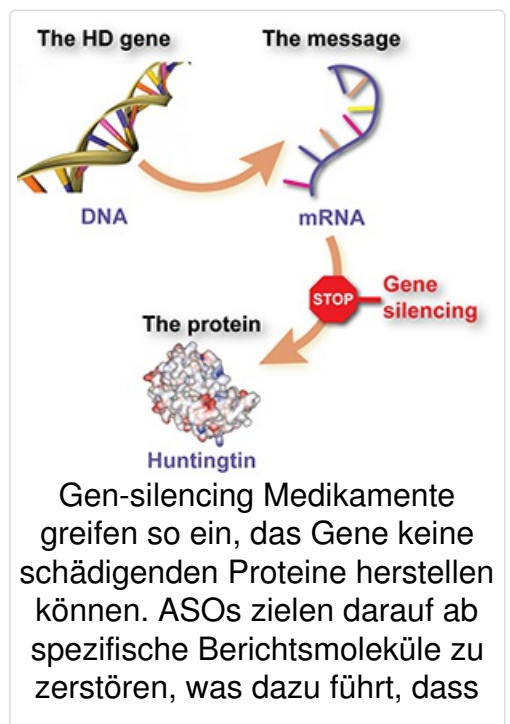 The HD gene
The message
DNA
mRNA
STOP
Gene
silencing
The protein
Huntingtin
Gen-silencing Medikamente
greifen so ein, das Gene keine
schädigenden Proteine herstellen
können. ASOs zielen darauf ab
spezifische Berichtsmoleküle zu
zerstören, was dazu führt, dass